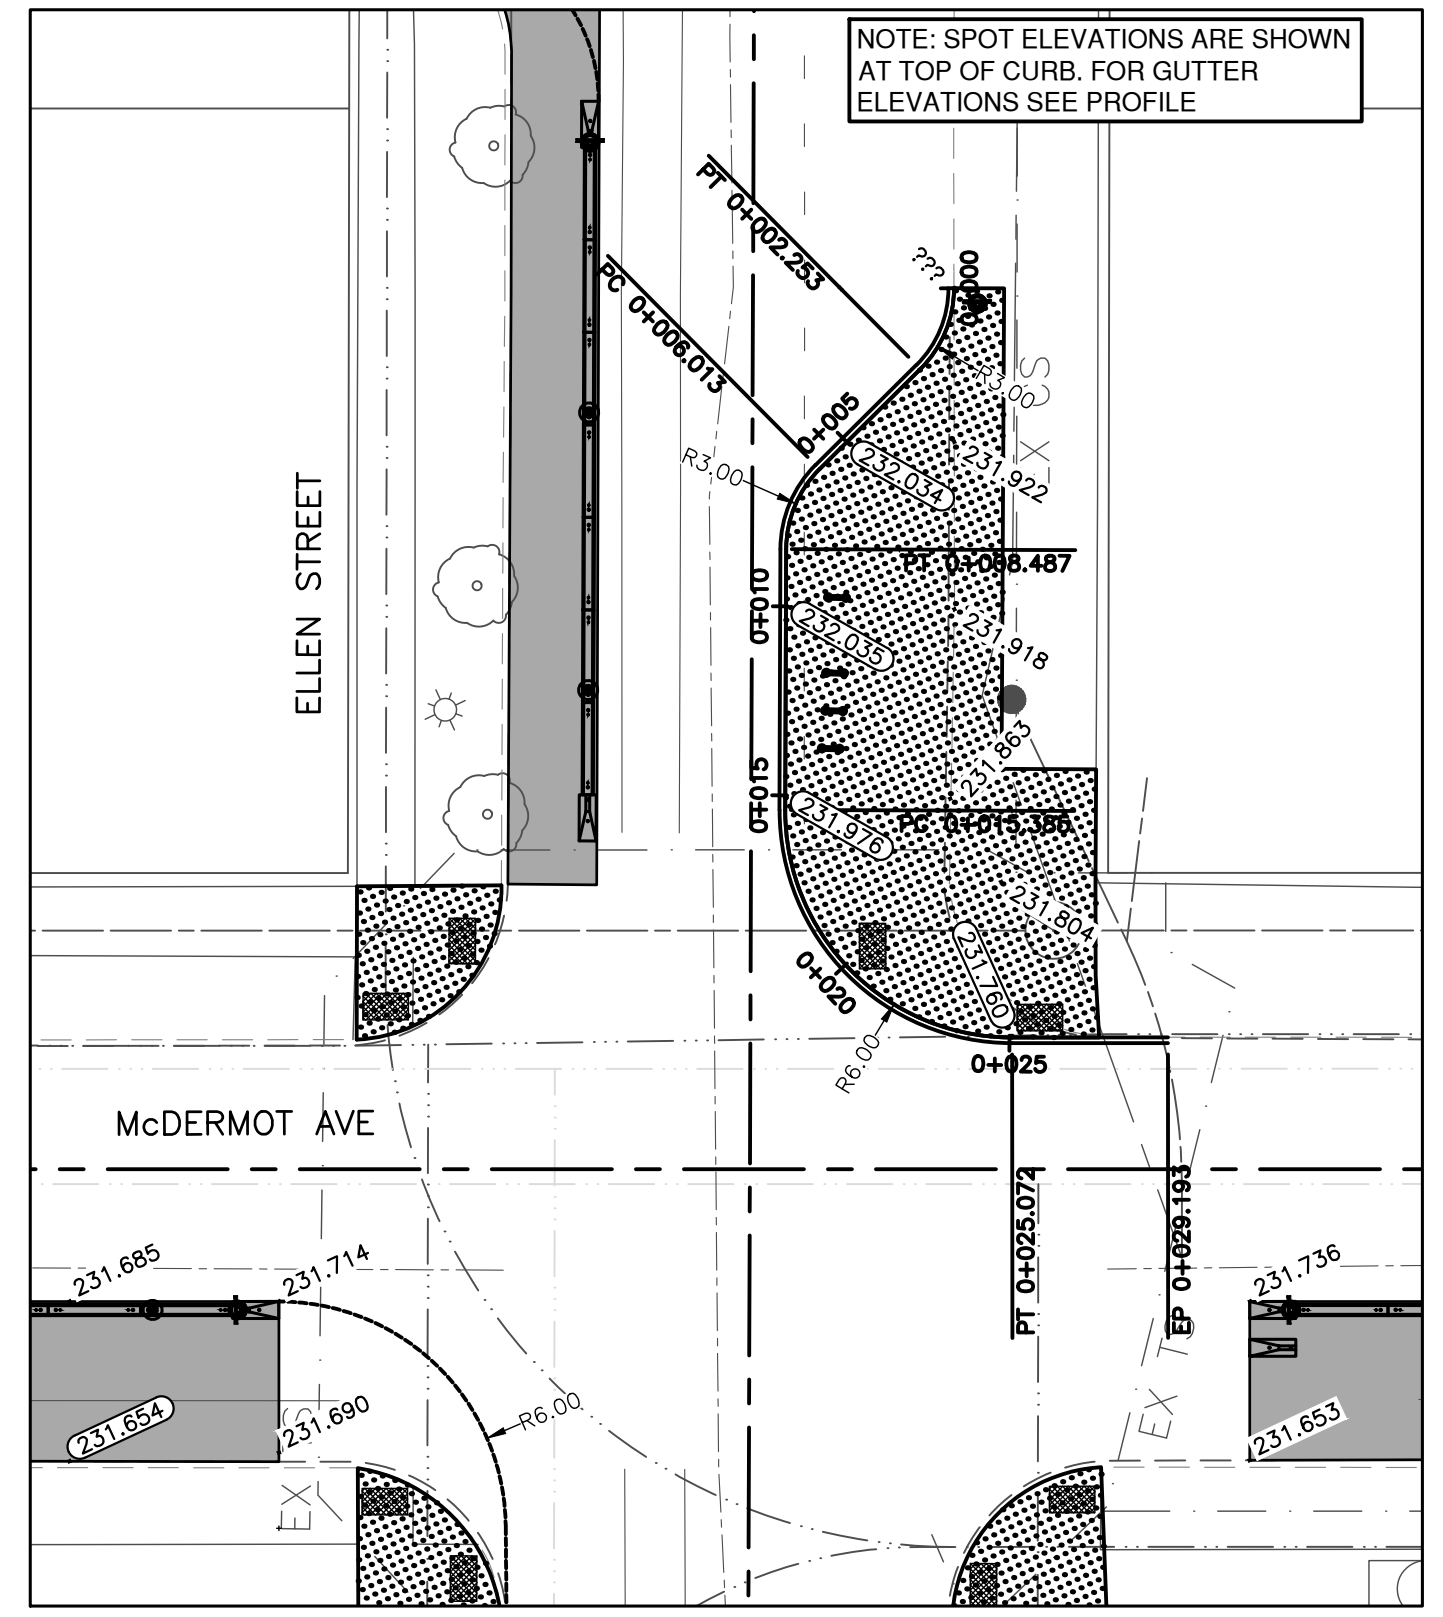 NOTE: SPOT ELEVATIONS ARE SHOWN
AT TOP OF CURB. FOR GUTTER
ELEVATIONS SEE PROFILE
PT 0+002.253
???
0+000
PC 0+006.013
R3.00
EX CS
0+005
R3.00
232.034
231.922
ELLEN STREET
PT 0+008.487
0+010
232.035
231.918
231.863
0+015
231.976
PC 0+015.386
231.804
231.760
0+020
R6.00
0+025
McDERMOT AVE
PT 0+025.072
EP 0+029.193
231.685
231.714
231.736
R6.00
231.654
231.690
231.653
EX
EX